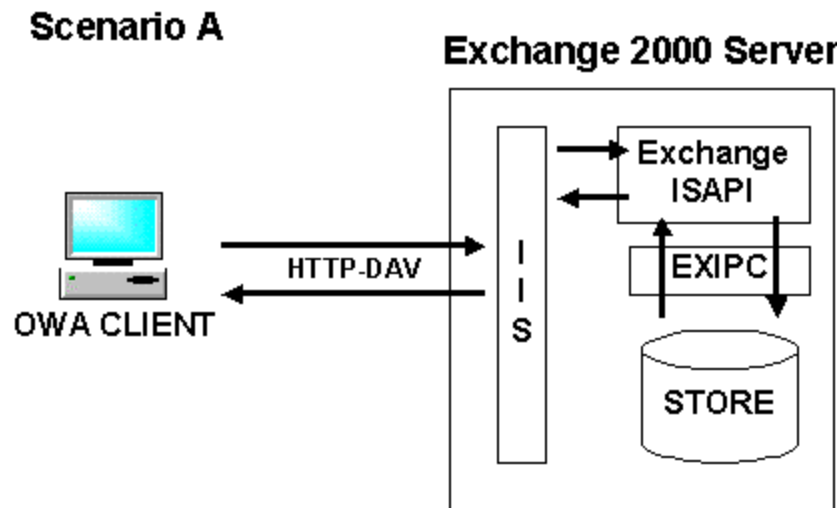 Scenario A
Exchange 2000 Server
Exchange
ISAPI
HTTP-DAV
I
I
S
EXIPC
OWA CLIENT
STORE